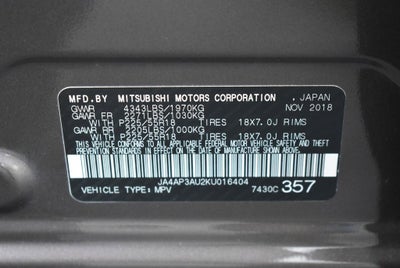 MFD.BY MITSUBISHI MOTORS CORPORATION . JAPAN
GVWR 4343LBS/1970KG NOV 2018
GAWR FR 2271LBS/1030KG
WITH P225/55R18 TIRES 18X7.0J RIMS
GAWR RR 2205LBS/1000KG
WITH P225/55R18 TIRES 18X7.0J RIMS
THIS VEHICLE CONFORMS TO ALL APPLICABLE FEDERAL
MOTOR VEHICLE SAFETY, BUMPER, AND THEFT PREVENTION
STANDARDS IN EFFECT ON THE DATE OF MANUFACTURE
SHOWN ABOVE.
JA4AP3AU2KU016404
VEHICLE TYPE: MPV 7430C 357